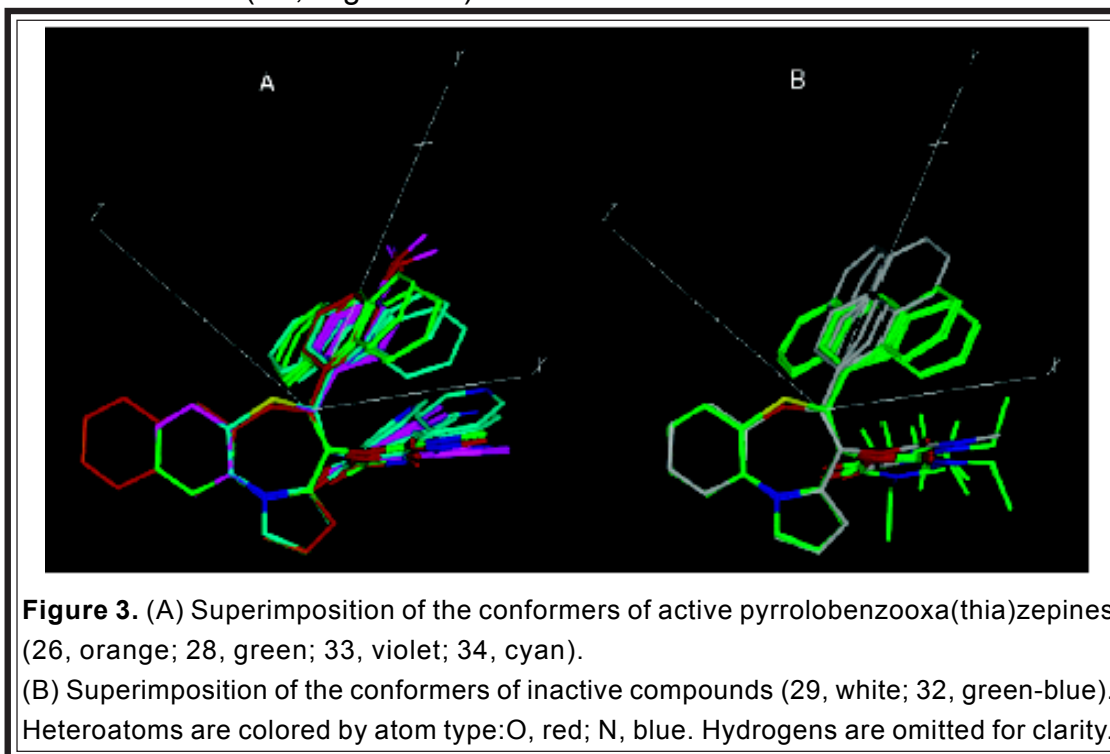 A
B
Y
Y
Z
Z
X
X
Figure 3. (A) Superimposition of the conformers of active pyrrolobenzooxa(thia)zepines
(26, orange; 28, green; 33, violet; 34, cyan).
(B) Superimposition of the conformers of inactive compounds (29, white; 32, green-blue).
Heteroatoms are colored by atom type:O, red; N, blue. Hydrogens are omitted for clarity.